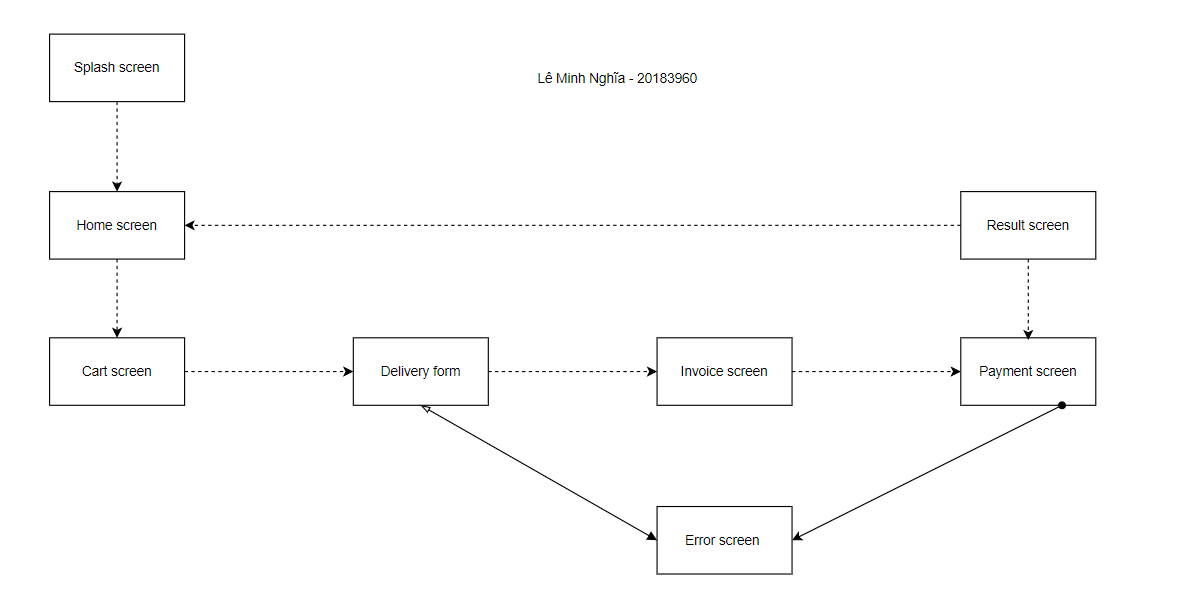 Splash screen
Lê Minh Nghĩa - 20183960
Home screen
Result screen
Cart screen
Delivery form
Invoice screen
Payment screen
Error screen